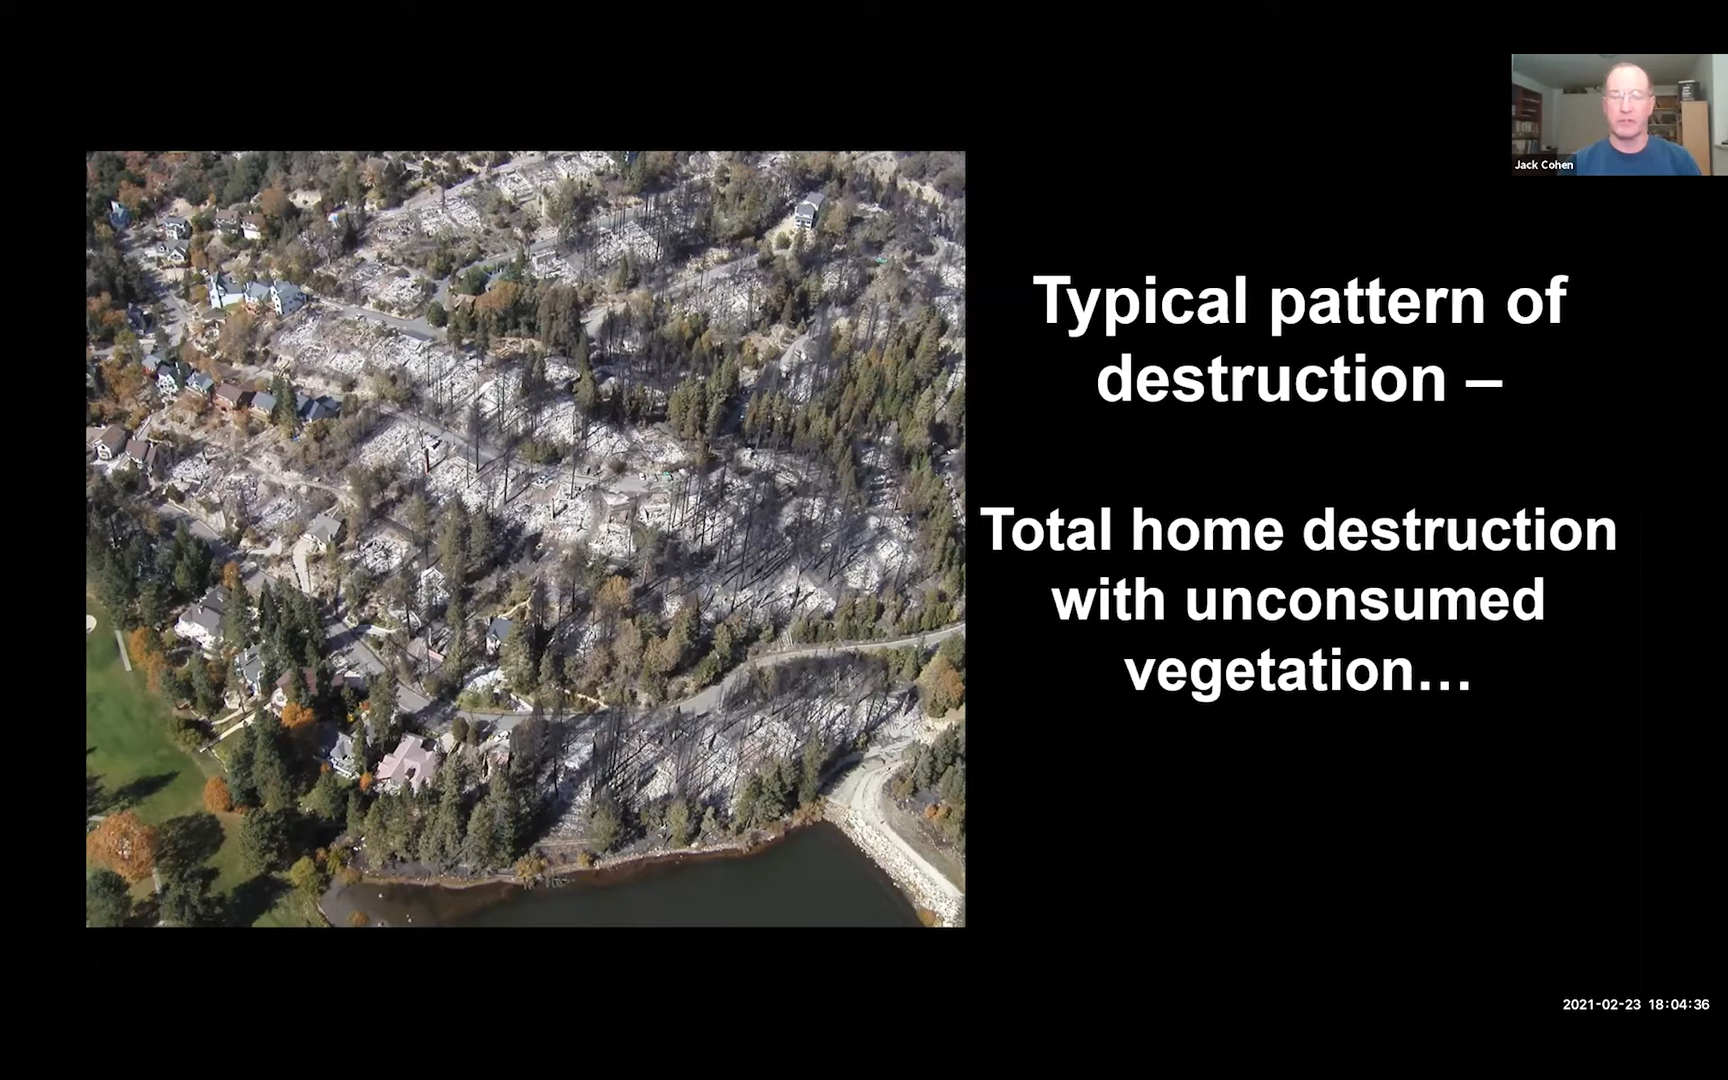 Jack Cohen
Typical pattern of
destruction –
Total home destruction
with unconsumed
vegetation…
2021-02-23 18:04:36